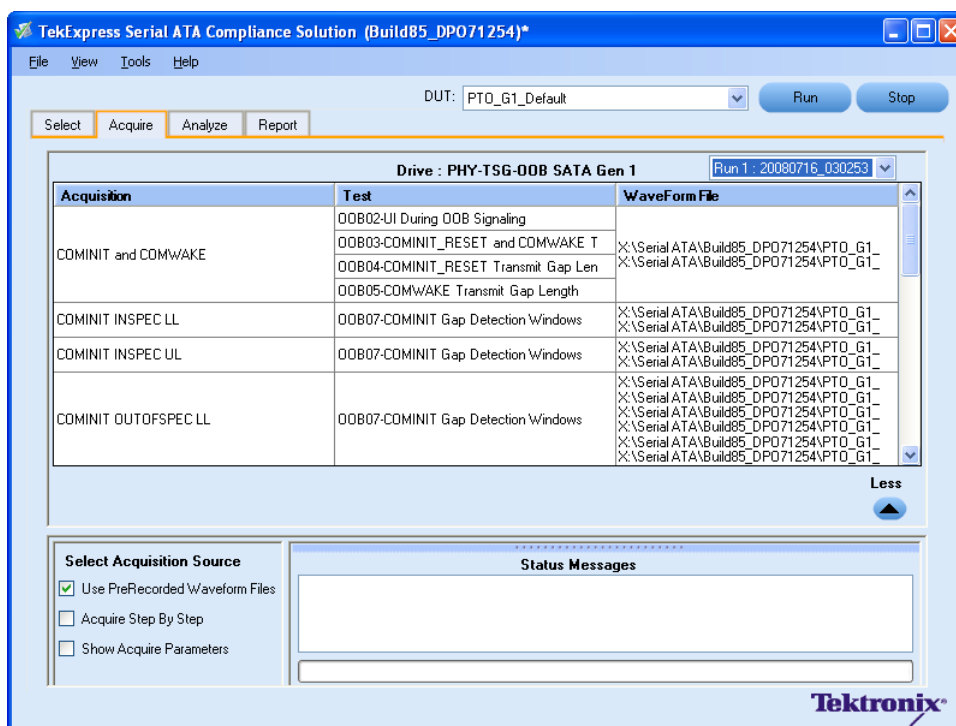 TekExpress Serial ATA Compliance Solution (Build85_DPO71254)*
File View Tools Help
DUT: PTO_G1_Default Run Stop
Select Acquire Analyze Report
Drive : PHY-TSG-OOB SATA Gen 1 Run 1 : 20080716_030253
Acquisition Test WaveForm File
COMINIT and COMWAKE
OOB02-UI During OOB Signaling
OOB03-COMINIT_RESET and COMWAKE T
OOB04-COMINIT_RESET Transmit Gap Len
OOB05-COMWAKE Transmit Gap Length
X:\Serial ATA\Build85_DPO71254\PTO_G1_
X:\Serial ATA\Build85_DPO71254\PTO_G1_
COMINIT INSPEC LL
OOB07-COMINIT Gap Detection Windows
X:\Serial ATA\Build85_DPO71254\PTO_G1_
X:\Serial ATA\Build85_DPO71254\PTO_G1_
COMINIT INSPEC UL
OOB07-COMINIT Gap Detection Windows
X:\Serial ATA\Build85_DPO71254\PTO_G1_
X:\Serial ATA\Build85_DPO71254\PTO_G1_
COMINIT OUTOFSPEC LL
OOB07-COMINIT Gap Detection Windows
X:\Serial ATA\Build85_DPO71254\PTO_G1_
X:\Serial ATA\Build85_DPO71254\PTO_G1_
X:\Serial ATA\Build85_DPO71254\PTO_G1_
X:\Serial ATA\Build85_DPO71254\PTO_G1_
X:\Serial ATA\Build85_DPO71254\PTO_G1_
X:\Serial ATA\Build85_DPO71254\PTO_G1_
Less
Select Acquisition Source
Use PreRecorded Waveform Files
Acquire Step By Step
Show Acquire Parameters
Status Messages
Tektronix